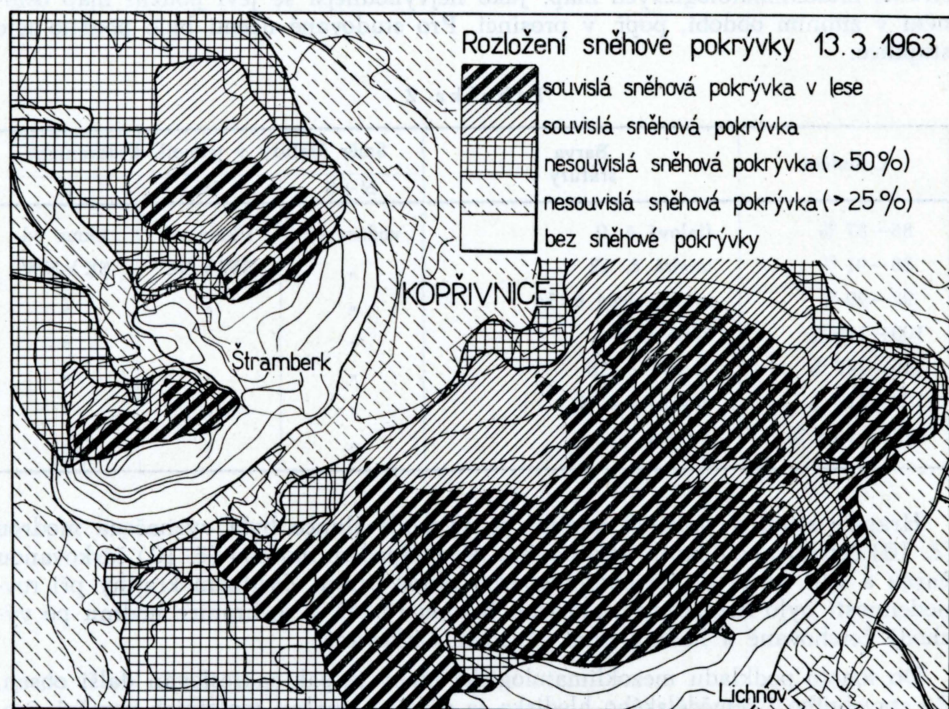 Rozložení sněhové pokrývky 13.3.1963
souvislá sněhová pokrývka v lese
souvislá sněhová pokrývka
nesouvislá sněhová pokrývka (>50%)
nesouvislá sněhová pokrývka (>25%)
bez sněhové pokrývky
KOPŘIVNICE
Štramberk
Lichnov